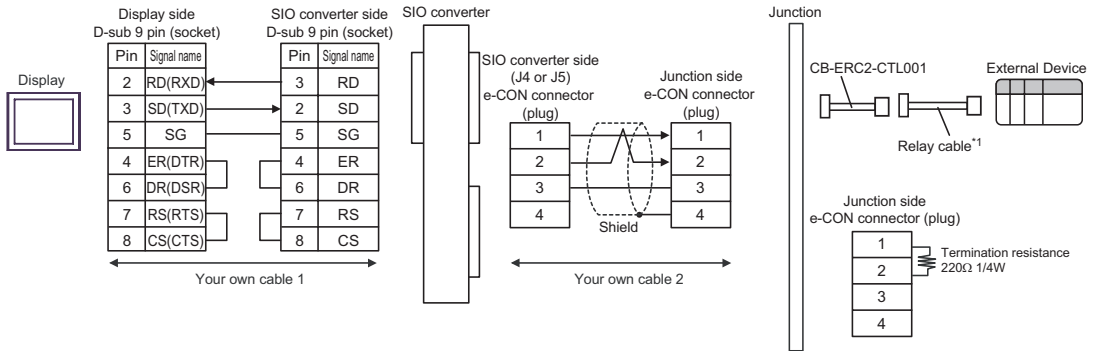 Display
Display side
D-sub 9 pin (socket)
Pin Signal name
2 RD(RXD)
3 SD(TXD)
5 SG
4 ER(DTR)
6 DR(DSR)
7 RS(RTS)
8 CS(CTS)
SIO converter side
D-sub 9 pin (socket)
Pin Signal name
3 RD
2 SD
5 SG
4 ER
6 DR
7 RS
8 CS
Your own cable 1
SIO converter
SIO converter side
(J4 or J5)
e-CON connector
(plug)
1
2
3
4
Shield
Junction side
e-CON connector
(plug)
1
2
3
4
Your own cable 2
Junction
CB-ERC2-CTL001
Relay cable*1
External Device
Junction side
e-CON connector (plug)
1
2
3
4
Termination resistance
220Ω 1/4W